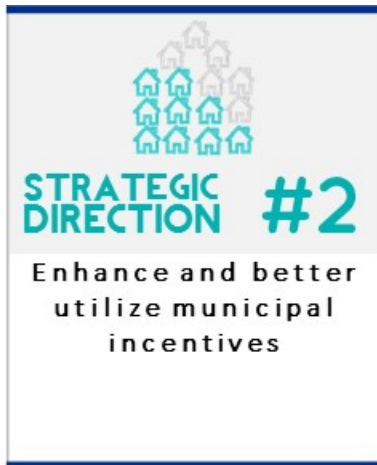 STRATEGIC
DIRECTION #2
Enhance and better
utilize municipal
incentives